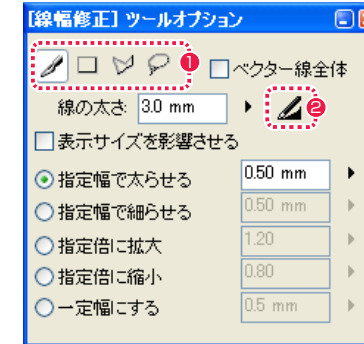 [線幅修正] ツールオプション
1
ベクター線全体
線の太さ: 3.0 mm
2
表示サイズを影響させる
指定幅で太らせる 0.50 mm
指定幅で細らせる 0.50 mm
指定倍に拡大 1.20
指定倍に縮小 0.80
一定幅にする 0.5 mm